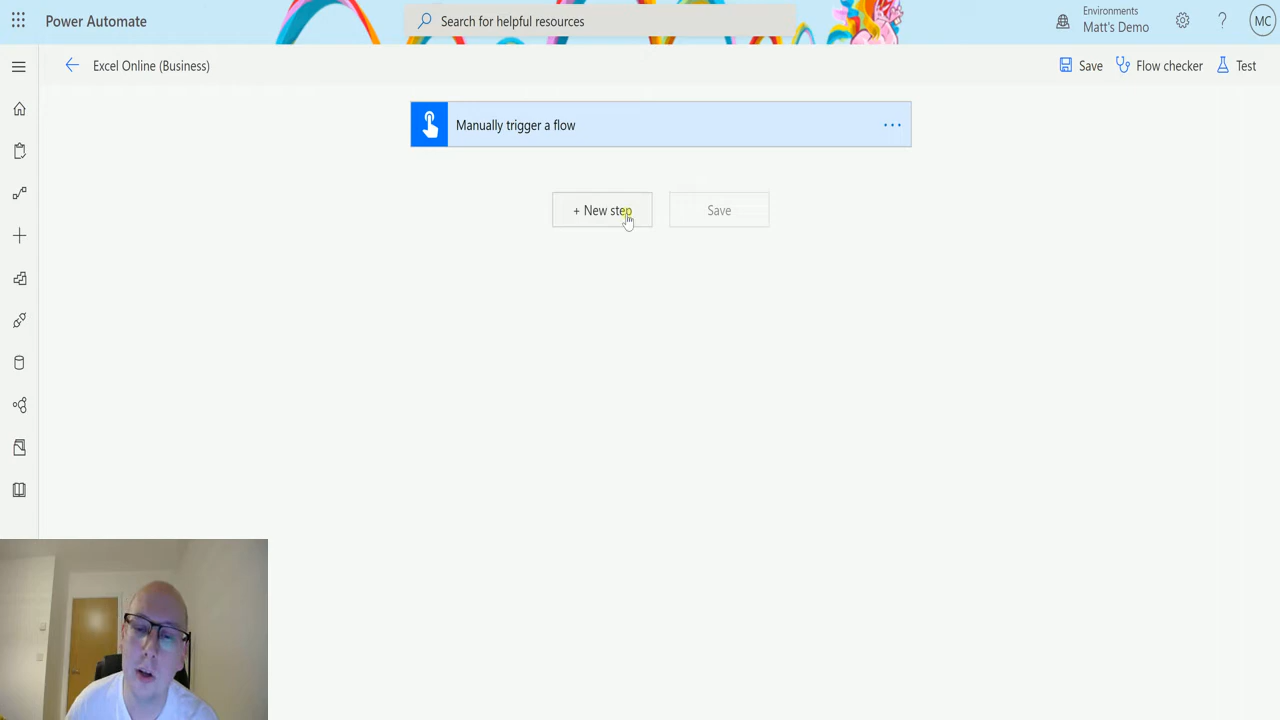 Power Automate
Search for helpful resources
Environments
Matt's Demo
?
MC
Excel Online (Business)
Save
Flow checker
Test
Manually trigger a flow
...
+ New step
Save